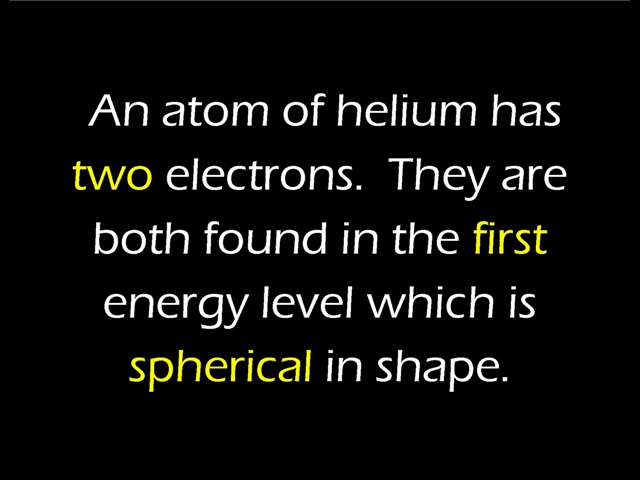 An atom of helium has
two electrons.  They are
both found in the first
energy level which is
spherical in shape.